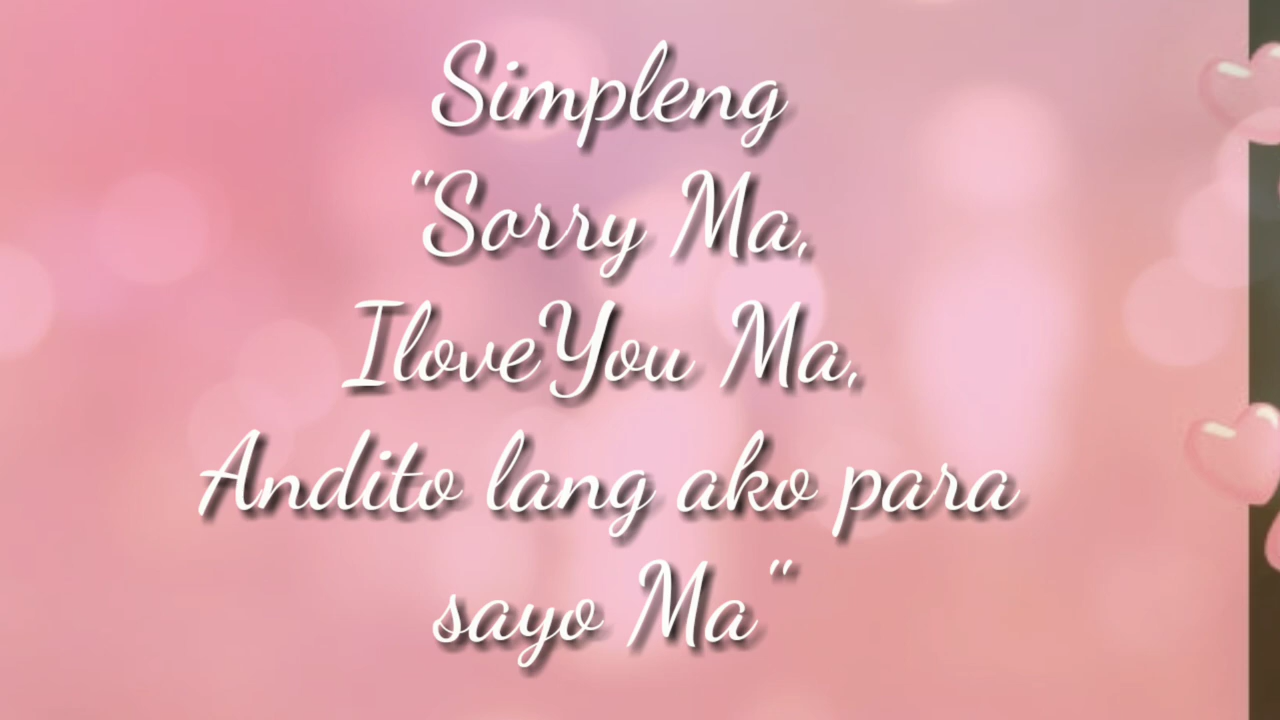 Simpleng
"Sorry Ma,
IloveYou Ma,
Andito lang ako para
sayo Ma"